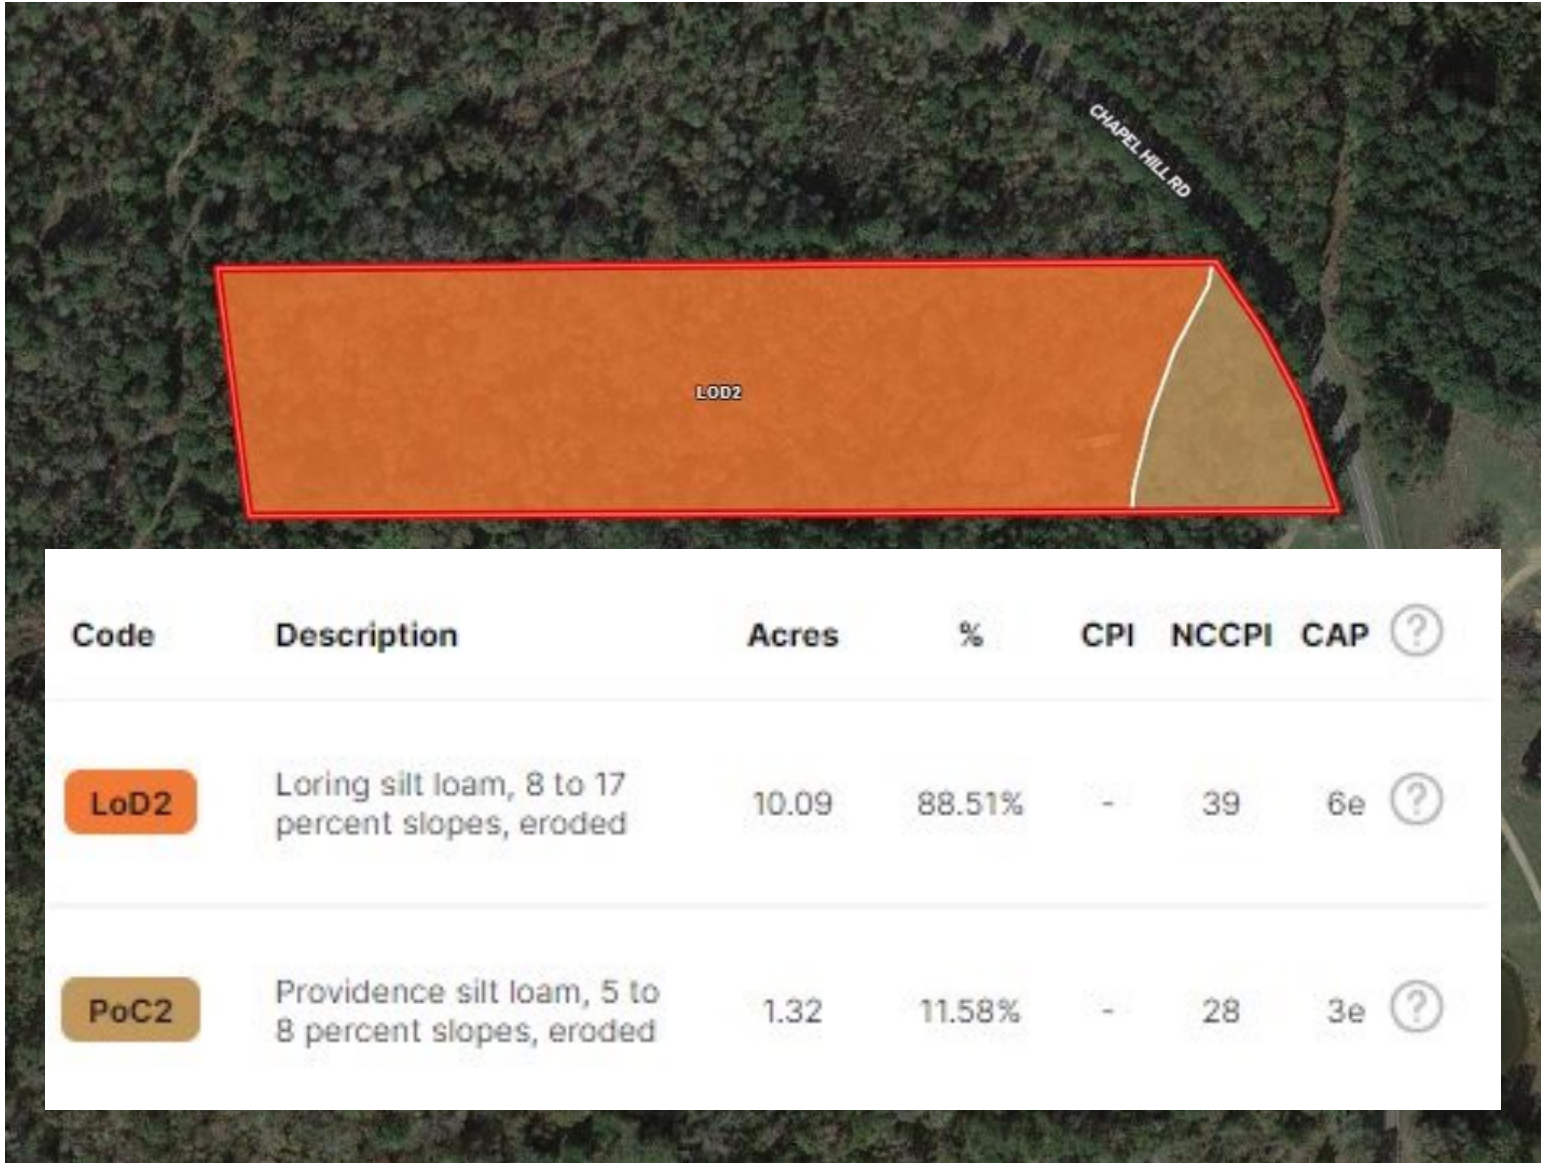 CHAPEL HILL RD
LOD2
Code Description Acres % CPI NCCPI CAP ?
LoD2 Loring silt loam, 8 to 17 percent slopes, eroded 10.09 88.51% - 39 6e ?
PoC2 Providence silt loam, 5 to 8 percent slopes, eroded 1.32 11.58% - 28 3e ?